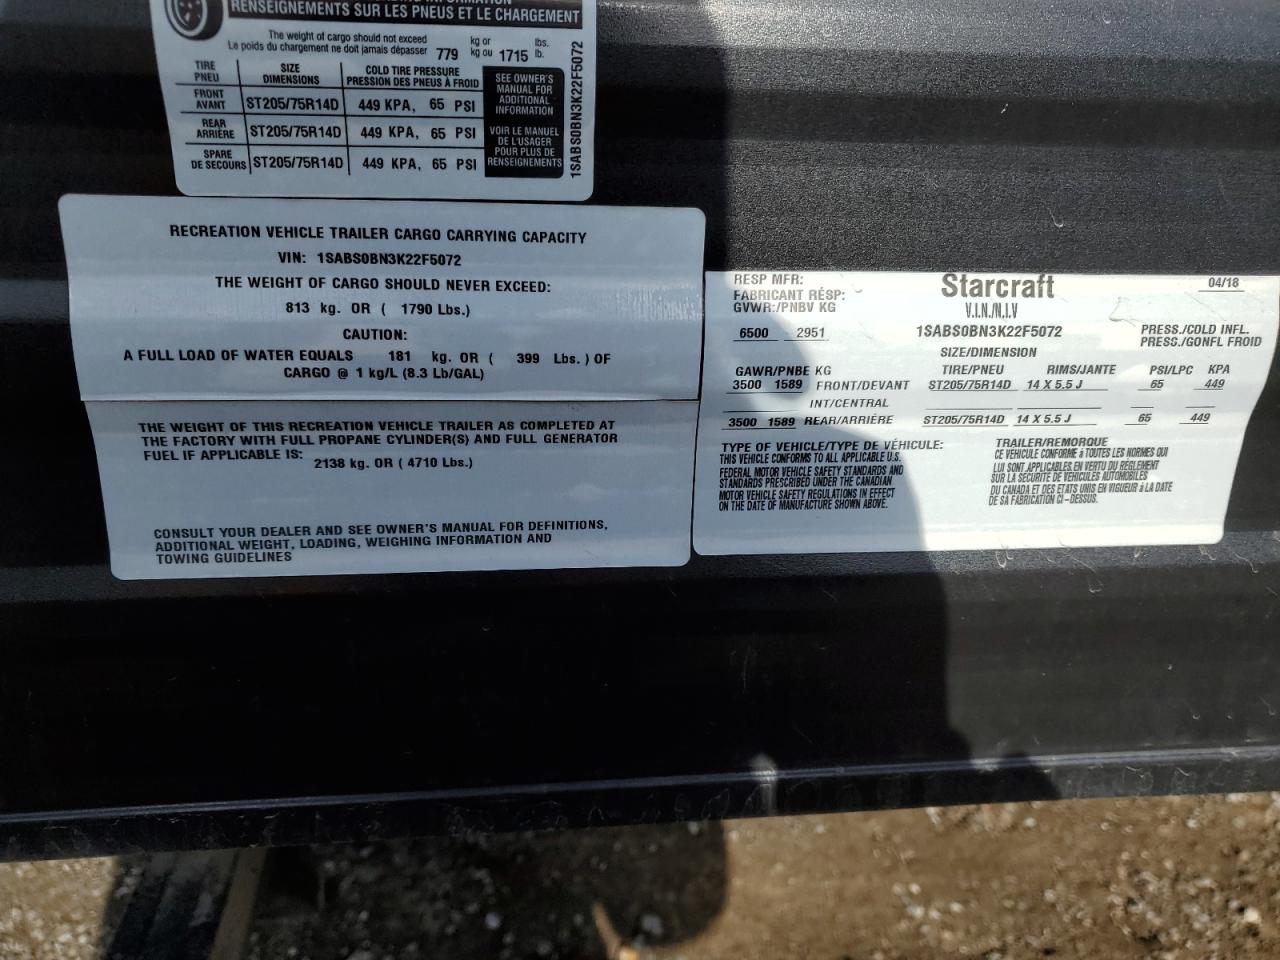 RENSEIGNEMENTS SUR LES PNEUS ET LE CHARGEMENT
The weight of cargo should not exceed kg or lbs.
Le poids du chargement ne doit jamais dépasser 779 kg ou 1715 lb.
TIRE PNEU SIZE DIMENSIONS COLD TIRE PRESSURE PRESSION DES PNEUS À FROID
FRONT AVANT ST205/75R14D 449 KPA, 65 PSI
REAR ARRIÈRE ST205/75R14D 449 KPA, 65 PSI
SPARE DE SECOURS ST205/75R14D 449 KPA, 65 PSI
SEE OWNER'S
MANUAL FOR
ADDITIONAL
INFORMATION
VOIR LE MANUEL
DE L'USAGER
POUR PLUS DE
RENSEIGNEMENTS
1SABS0BN3K22F5072
RECREATION VEHICLE TRAILER CARGO CARRYING CAPACITY
VIN: 1SABS0BN3K22F5072
THE WEIGHT OF CARGO SHOULD NEVER EXCEED:
813 kg. OR ( 1790 Lbs.)
CAUTION:
A FULL LOAD OF WATER EQUALS 181 kg. OR ( 399 Lbs. ) OF
CARGO @ 1 kg/L (8.3 Lb/GAL)
THE WEIGHT OF THIS RECREATION VEHICLE TRAILER AS COMPLETED AT
THE FACTORY WITH FULL PROPANE CYLINDER(S) AND FULL GENERATOR
FUEL IF APPLICABLE IS:
2138 kg. OR ( 4710 Lbs.)
CONSULT YOUR DEALER AND SEE OWNER'S MANUAL FOR DEFINITIONS,
ADDITIONAL WEIGHT, LOADING, WEIGHING INFORMATION AND
TOWING GUIDELINES
RESP MFR: Starcraft 04/18
FABRICANT RÉSP:
GVWR:/PNBV KG V.I.N./N.I.V
6500 2951 1SABS0BN3K22F5072 PRESS./COLD INFL.
PRESS./GONFL FROID
SIZE/DIMENSION
GAWR/PNBE KG TIRE/PNEU RIMS/JANTE PSI/LPC KPA
3500 1589 FRONT/DEVANT ST205/75R14D 14 X 5.5 J 65 449
INT/CENTRAL
3500 1589 REAR/ARRIÈRE ST205/75R14D 14 X 5.5 J 65 449
TYPE OF VEHICLE/TYPE DE VÉHICULE: TRAILER/REMORQUE
THIS VEHICLE CONFORMS TO ALL APPLICABLE U.S.
FEDERAL MOTOR VEHICLE SAFETY STANDARDS AND
STANDARDS PRESCRIBED UNDER THE CANADIAN
MOTOR VEHICLE SAFETY REGULATIONS IN EFFECT
ON THE DATE OF MANUFACTURE SHOWN ABOVE.
CE VEHICULE CONFORME à TOUTES LES NORMES QUI
LUI SONT APPLICABLES EN VERTU DU REGLEMENT
SUR LA SECURITE DE VEHICULES AUTOMOBILES
DU CANADA ET DES ETATS UNIS EN VIGUEUR à LA DATE
DE SA FABRICATION CI-DESSUS.